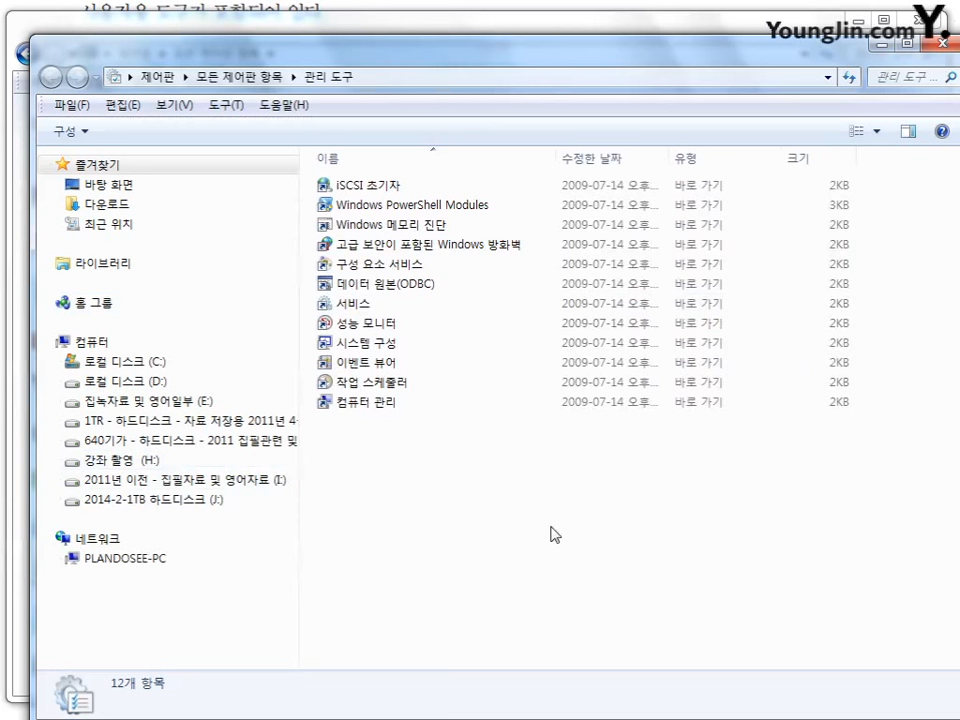 사용자용 도구가 포함되어 있다
YoungJin.com Y.
제어판 ▸ 모든 제어판 항목 ▸ 관리 도구
관리 도구 ...
파일(F) 편집(E) 보기(V) 도구(T) 도움말(H)
구성
이름 수정한 날짜 유형 크기
즐겨찾기
바탕 화면
다운로드
최근 위치
라이브러리
홈 그룹
컴퓨터
로컬 디스크 (C:)
로컬 디스크 (D:)
집녹자료 및 영어일부 (E:)
1TR - 하드디스크 - 자료 저장용 2011년 4
640기가 - 하드디스크 - 2011 집필관련 및
강좌 촬영 (H:)
2011년 이전 - 집필자료 및 영어자료 (I:)
2014-2-1TB 하드디스크 (J:)
네트워크
PLANDOSEE-PC
iSCSI 초기자 2009-07-14 오후... 바로 가기 2KB
Windows PowerShell Modules 2009-07-14 오후... 바로 가기 3KB
Windows 메모리 진단 2009-07-14 오후... 바로 가기 2KB
고급 보안이 포함된 Windows 방화벽 2009-07-14 오후... 바로 가기 2KB
구성 요소 서비스 2009-07-14 오후... 바로 가기 2KB
데이터 원본(ODBC) 2009-07-14 오후... 바로 가기 2KB
서비스 2009-07-14 오후... 바로 가기 2KB
성능 모니터 2009-07-14 오후... 바로 가기 2KB
시스템 구성 2009-07-14 오후... 바로 가기 2KB
이벤트 뷰어 2009-07-14 오후... 바로 가기 2KB
작업 스케줄러 2009-07-14 오후... 바로 가기 2KB
컴퓨터 관리 2009-07-14 오후... 바로 가기 2KB
12개 항목